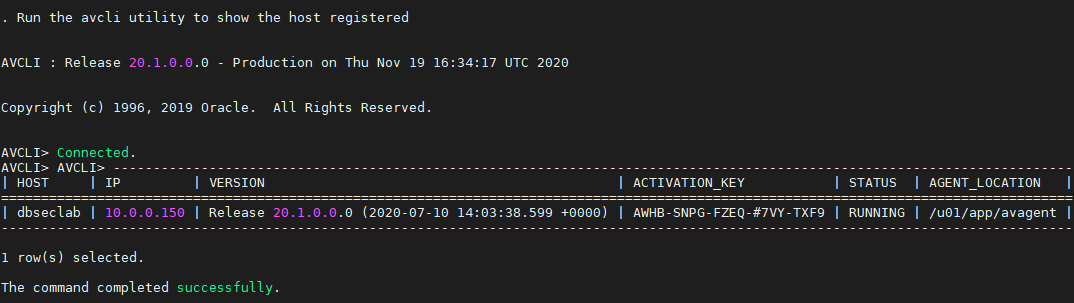 . Run the avcli utility to show the host registered
AVCLI : Release 20.1.0.0.0 - Production on Thu Nov 19 16:34:17 UTC 2020
Copyright (c) 1996, 2019 Oracle.  All Rights Reserved.
AVCLI> Connected.
AVCLI> AVCLI> -------------------------------------------------------------------------------------------------------------------------
| HOST     | IP         | VERSION                                             | ACTIVATION_KEY           | STATUS  | AGENT_LOCATION   |
=======================================================================================================================================
| dbseclab | 10.0.0.150 | Release 20.1.0.0.0 (2020-07-10 14:03:38.599 +0000) | AWHB-SNPG-FZEQ-#7VY-TXF9 | RUNNING | /u01/app/avagent |
---------------------------------------------------------------------------------------------------------------------------------------
1 row(s) selected.
The command completed successfully.